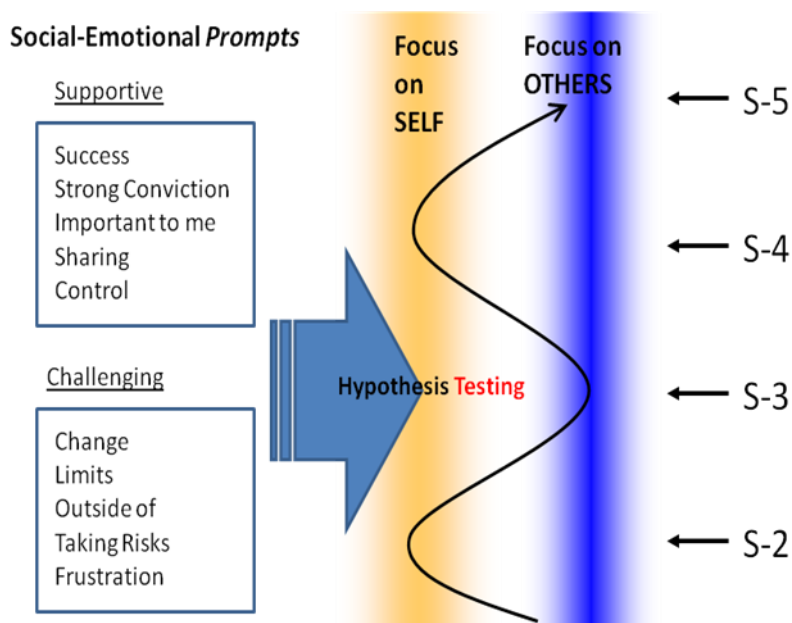 Social-Emotional Prompts
Supportive
Success
Strong Conviction
Important to me
Sharing
Control
Challenging
Change
Limits
Outside of
Taking Risks
Frustration
Hypothesis Testing
Focus
on
SELF
Focus on
OTHERS
S-5
S-4
S-3
S-2